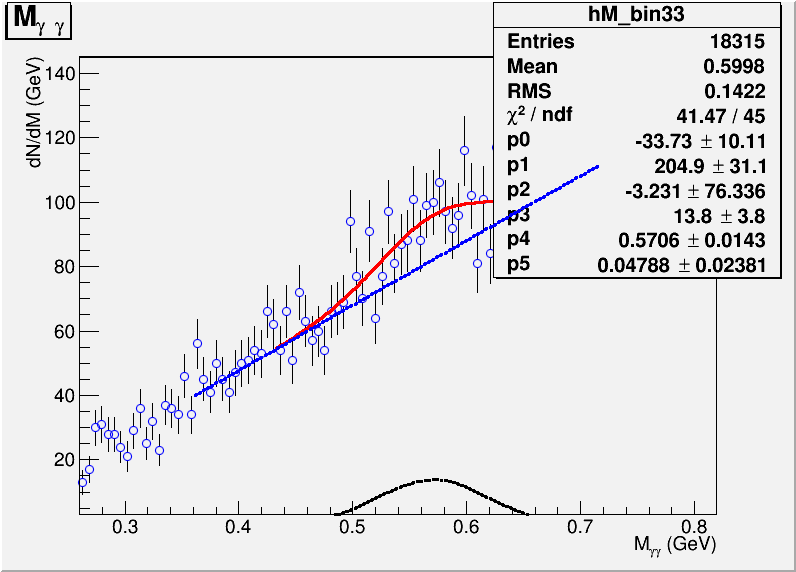 M_γγ
hM_bin33
Entries 18315
Mean 0.5998
RMS 0.1422
χ² / ndf 41.47 / 45
p0 -33.73 ± 10.11
p1 204.9 ± 31.1
p2 -3.231 ± 76.336
p3 13.8 ± 3.8
p4 0.5706 ± 0.0143
p5 0.04788 ± 0.02381
dN/dM (GeV)
140
120
100
80
60
40
20
0.3 0.4 0.5 0.6 0.7 0.8
M_γγ (GeV)